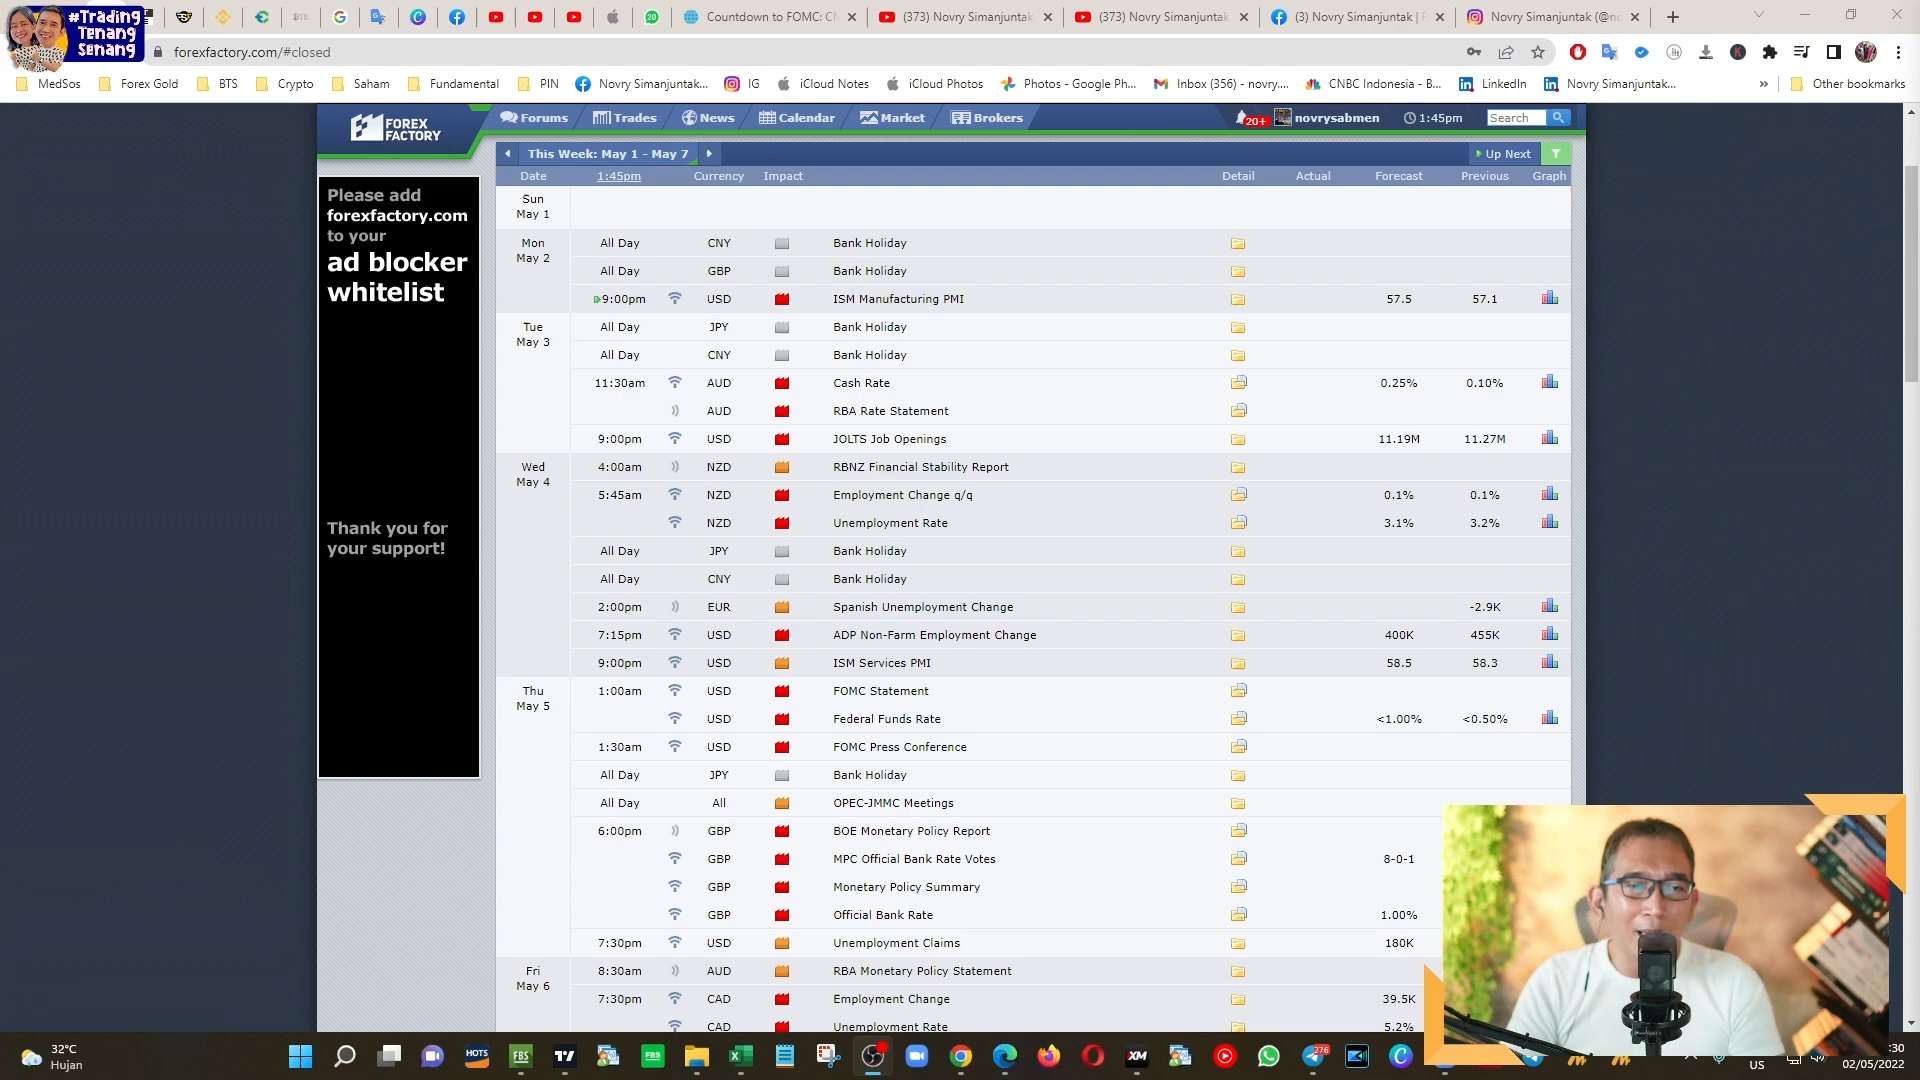 #Trading
Tenang
Senang
Countdown to FOMC: C
(373) Novry Simanjuntak
(373) Novry Simanjuntak
(3) Novry Simanjuntak | F
Novry Simanjuntak (@no
20
forexfactory.com/#closed
MedSos
Forex Gold
BTS
Crypto
Saham
Fundamental
PIN
Novry Simanjuntak...
IG
iCloud Notes
iCloud Photos
Photos - Google Ph...
Inbox (356) - novry....
CNBC Indonesia - B...
LinkedIn
Novry Simanjuntak...
»
Other bookmarks
FOREX
FACTORY
Forums
Trades
News
Calendar
Market
Brokers
20+
novrysabmen
1:45pm
Search
Please add
forexfactory.com
to your
ad blocker
whitelist
Thank you for
your support!
This Week: May 1 - May 7
Up Next
Date 1:45pm Currency Impact Detail Actual Forecast Previous Graph
Sun
May 1
Mon
May 2
All Day CNY Bank Holiday
All Day GBP Bank Holiday
9:00pm USD ISM Manufacturing PMI 57.5 57.1
Tue
May 3
All Day JPY Bank Holiday
All Day CNY Bank Holiday
11:30am AUD Cash Rate 0.25% 0.10%
AUD RBA Rate Statement
9:00pm USD JOLTS Job Openings 11.19M 11.27M
Wed
May 4
4:00am NZD RBNZ Financial Stability Report
5:45am NZD Employment Change q/q 0.1% 0.1%
NZD Unemployment Rate 3.1% 3.2%
All Day JPY Bank Holiday
All Day CNY Bank Holiday
2:00pm EUR Spanish Unemployment Change -2.9K
7:15pm USD ADP Non-Farm Employment Change 400K 455K
9:00pm USD ISM Services PMI 58.5 58.3
Thu
May 5
1:00am USD FOMC Statement
USD Federal Funds Rate <1.00% <0.50%
1:30am USD FOMC Press Conference
All Day JPY Bank Holiday
All Day All OPEC-JMMC Meetings
6:00pm GBP BOE Monetary Policy Report
GBP MPC Official Bank Rate Votes 8-0-1
GBP Monetary Policy Summary
GBP Official Bank Rate 1.00%
7:30pm USD Unemployment Claims 180K
Fri
May 6
8:30am AUD RBA Monetary Policy Statement
7:30pm CAD Employment Change 39.5K
CAD Unemployment Rate 5.2%
32°C
Hujan
HOTS
FBS
FBS
XM
276
US
:30
02/05/2022